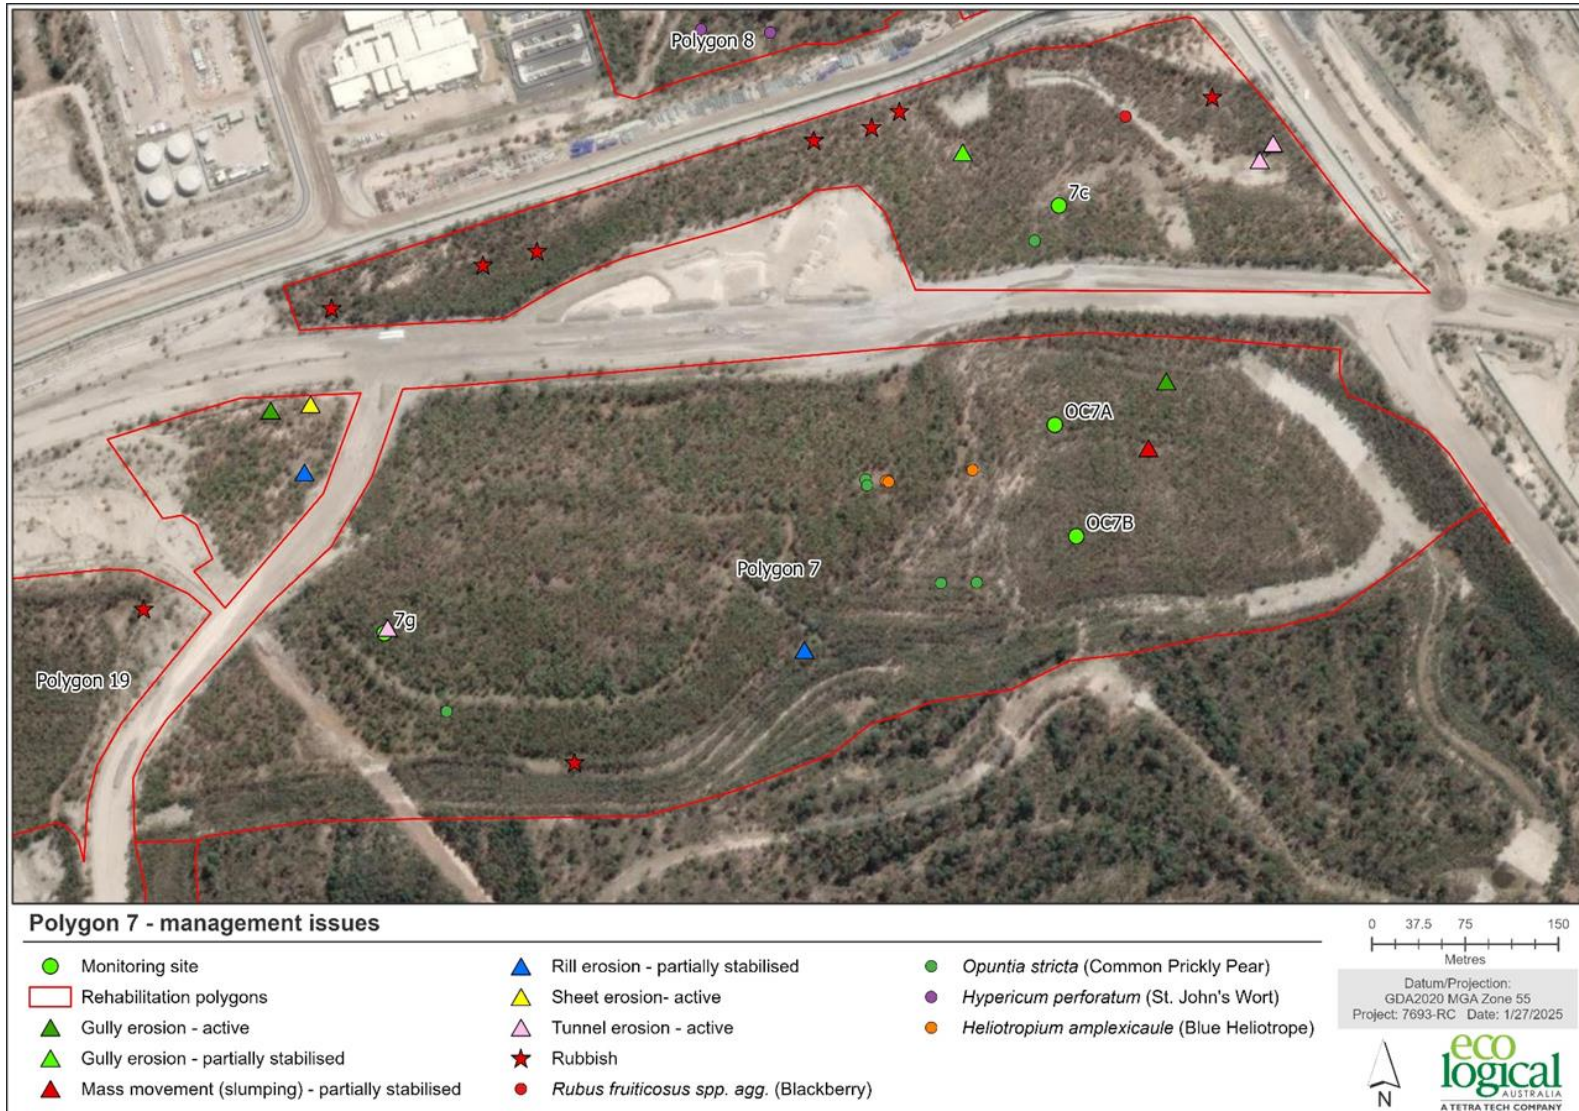 Polygon 8
7c
OC7A
OC7B
Polygon 7
7g
Polygon 19
Polygon 7 - management issues
Monitoring site
Rehabilitation polygons
Gully erosion - active
Gully erosion - partially stabilised
Mass movement (slumping) - partially stabilised
Rill erosion - partially stabilised
Sheet erosion- active
Tunnel erosion - active
Rubbish
Rubus fruiticosus spp. agg. (Blackberry)
Opuntia stricta (Common Prickly Pear)
Hypericum perforatum (St. John's Wort)
Heliotropium amplexicaule (Blue Heliotrope)
0 37.5 75 150
Metres
Datum/Projection:
GDA2020 MGA Zone 55
Project: 7693-RC Date: 1/27/2025
N
eco
logical
AUSTRALIA
A TETRA TECH COMPANY